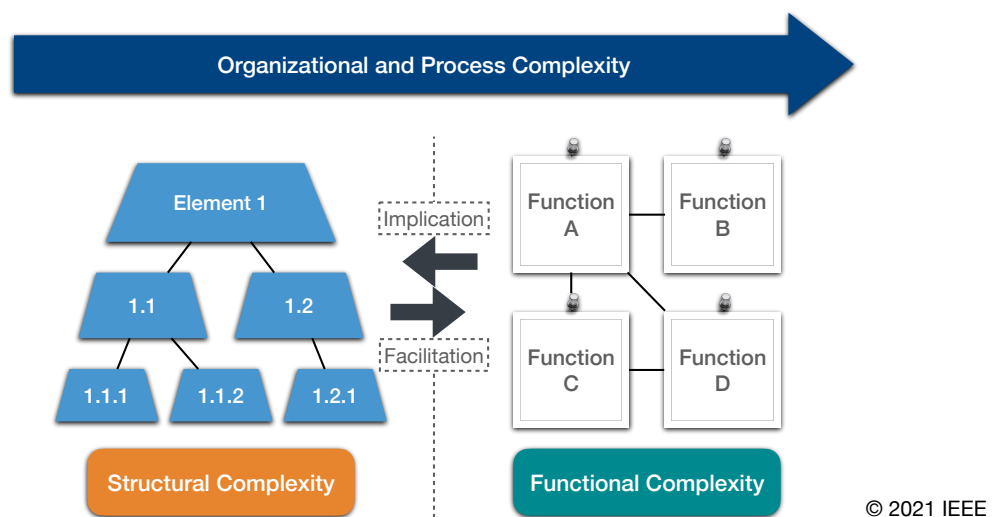 Organizational and Process Complexity
Element 1
1.1
1.2
1.1.1
1.1.2
1.2.1
Structural Complexity
Implication
Facilitation
Function
A
Function
B
Function
C
Function
D
Functional Complexity
© 2021 IEEE